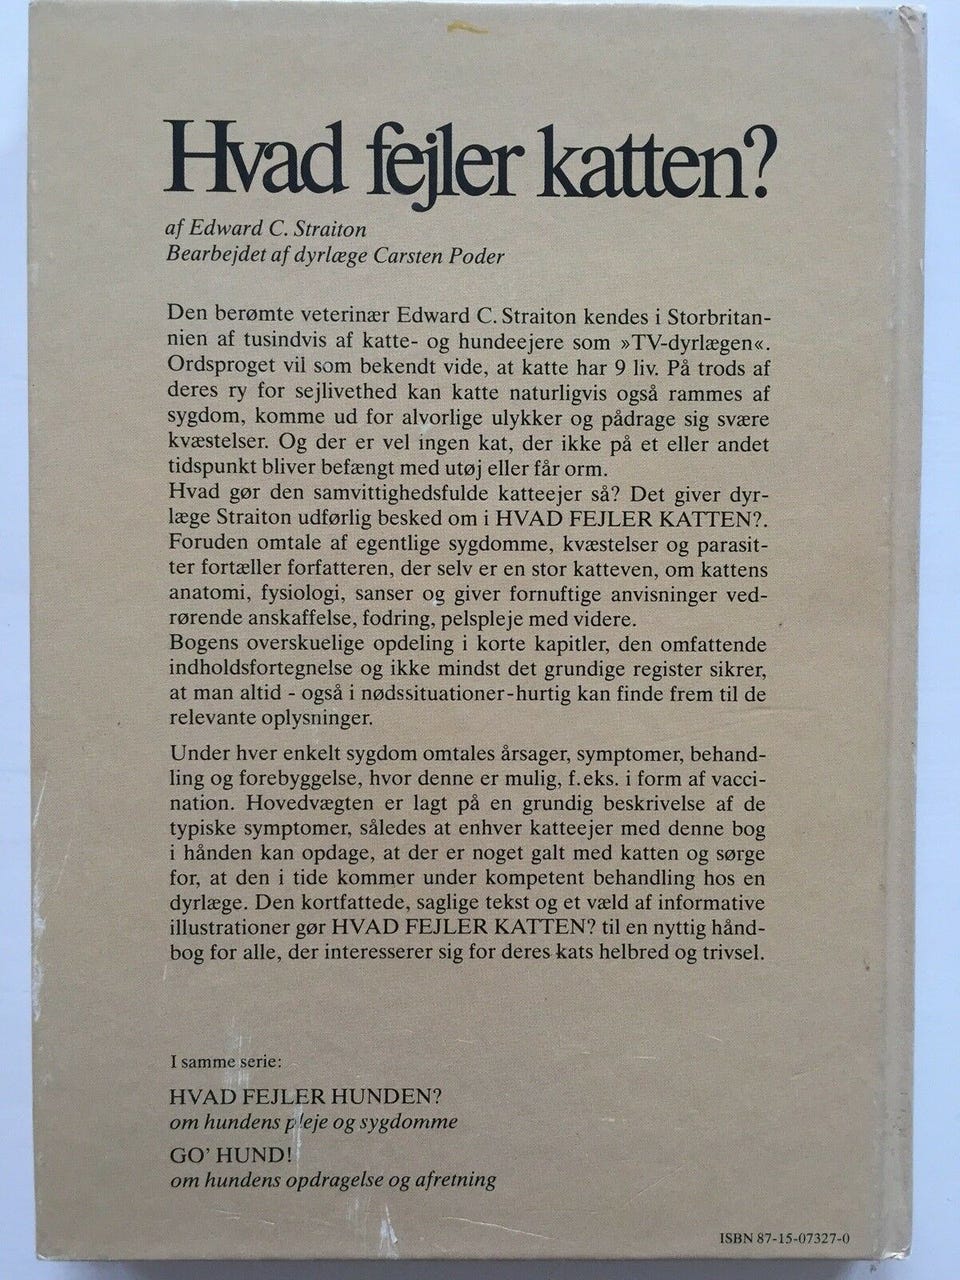 Hvad fejler katten?
af Edward C. Straiton
Bearbejdet af dyrlæge Carsten Poder
Den berømte veterinær Edward C. Straiton kendes i Storbritan-
nien af tusindvis af katte- og hundeejere som »TV-dyrlægen«.
Ordsproget vil som bekendt vide, at katte har 9 liv. På trods af
deres ry for sejlivethed kan katte naturligvis også rammes af
sygdom, komme ud for alvorlige ulykker og pådrage sig svære
kvæstelser. Og der er vel ingen kat, der ikke på et eller andet
tidspunkt bliver befængt med utøj eller får orm.
Hvad gør den samvittighedsfulde katteejer så? Det giver dyr-
læge Straiton udførlig besked om i HVAD FEJLER KATTEN?.
Foruden omtale af egentlige sygdomme, kvæstelser og parasit-
ter fortæller forfatteren, der selv er en stor katteven, om kattens
anatomi, fysiologi, sanser og giver fornuftige anvisninger ved-
rørende anskaffelse, fodring, pelspleje med videre.
Bogens overskuelige opdeling i korte kapitler, den omfattende
indholdsfortegnelse og ikke mindst det grundige register sikrer,
at man altid - også i nødssituationer-hurtig kan finde frem til de
relevante oplysninger.
Under hver enkelt sygdom omtales årsager, symptomer, behand-
ling og forebyggelse, hvor denne er mulig, f.eks. i form af vacci-
nation. Hovedvægten er lagt på en grundig beskrivelse af de
typiske symptomer, således at enhver katteejer med denne bog
i hånden kan opdage, at der er noget galt med katten og sørge
for, at den i tide kommer under kompetent behandling hos en
dyrlæge. Den kortfattede, saglige tekst og et væld af informative
illustrationer gør HVAD FEJLER KATTEN? til en nyttig hånd-
bog for alle, der interesserer sig for deres kats helbred og trivsel.
I samme serie:
HVAD FEJLER HUNDEN?
om hundens pleje og sygdomme
GO' HUND!
om hundens opdragelse og afretning
ISBN 87-15-07327-0